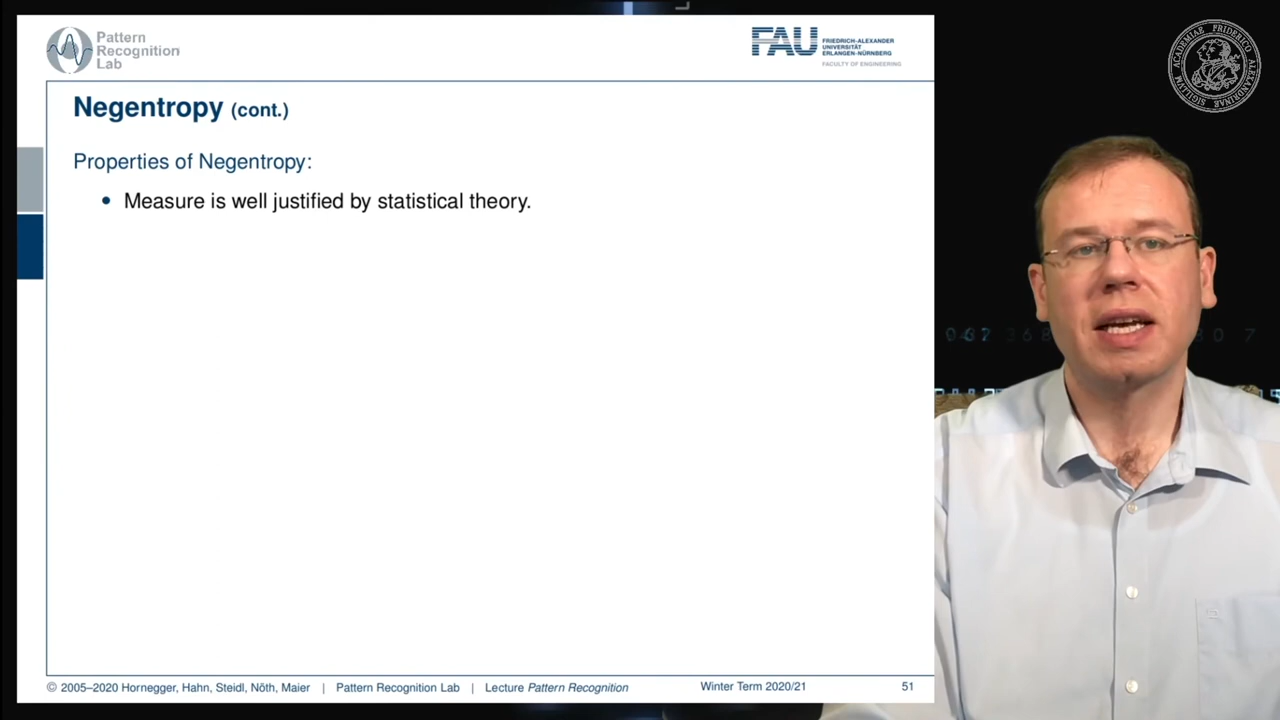 Pattern
Recognition
Lab
FAU
FRIEDRICH-ALEXANDER
UNIVERSITÄT
ERLANGEN-NÜRNBERG
FACULTY OF ENGINEERING
Negentropy (cont.)
Properties of Negentropy:
• Measure is well justified by statistical theory.
© 2005–2020 Hornegger, Hahn, Steidl, Nöth, Maier | Pattern Recognition Lab | Lecture Pattern Recognition Winter Term 2020/21 51